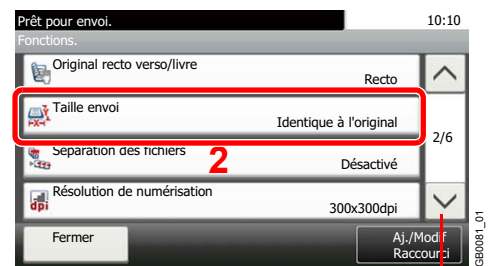 Prêt pour envoi. 10:10
Fonctions.
Original recto verso/livre
Recto
Taille envoi
Identique à l'original
2/6
Séparation des fichiers
2
Désactivé
dpi
Résolution de numérisation
300x300dpi
Fermer
Aj./Modif
Raccourci
GB0081_01